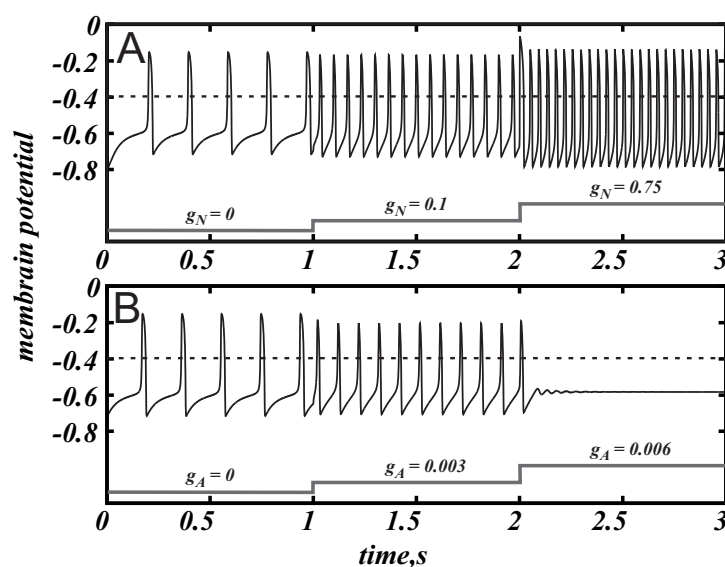 A
0
-0.2
-0.4
-0.6
-0.8
g_N = 0
g_N = 0.1
g_N = 0.75
0 0.5 1 1.5 2 2.5 3
membrain potential
B
0
-0.2
-0.4
-0.6
-0.8
g_A = 0
g_A = 0.003
g_A = 0.006
0 0.5 1 1.5 2 2.5 3
time,s